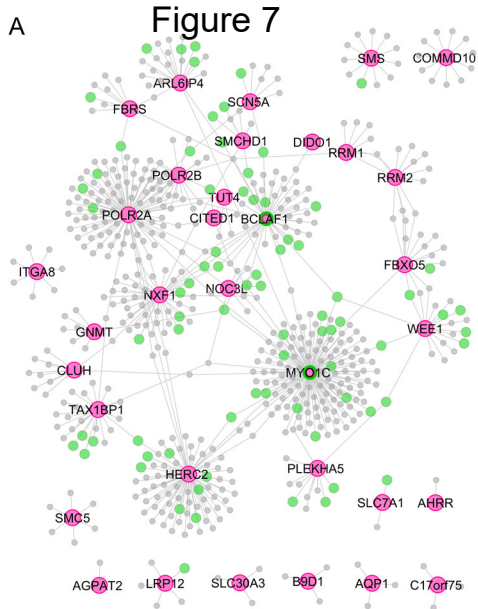 Figure 7
A
ARL6IP4
SMS
COMMD10
FBRS
SCN5A
SMCHD1
DIDO1
RRM1
POLR2B
RRM2
TUT4
POLR2A
CITED1
BCLAF1
ITGA8
FBXO5
NXF1
NOC3L
GNMT
WEE1
CLUH
MYO1C
TAX1BP1
HERC2
PLEKHA5
SLC7A1
AHRR
SMC5
AGPAT2
LRP12
SLC30A3
B9D1
AQP1
C17orf75